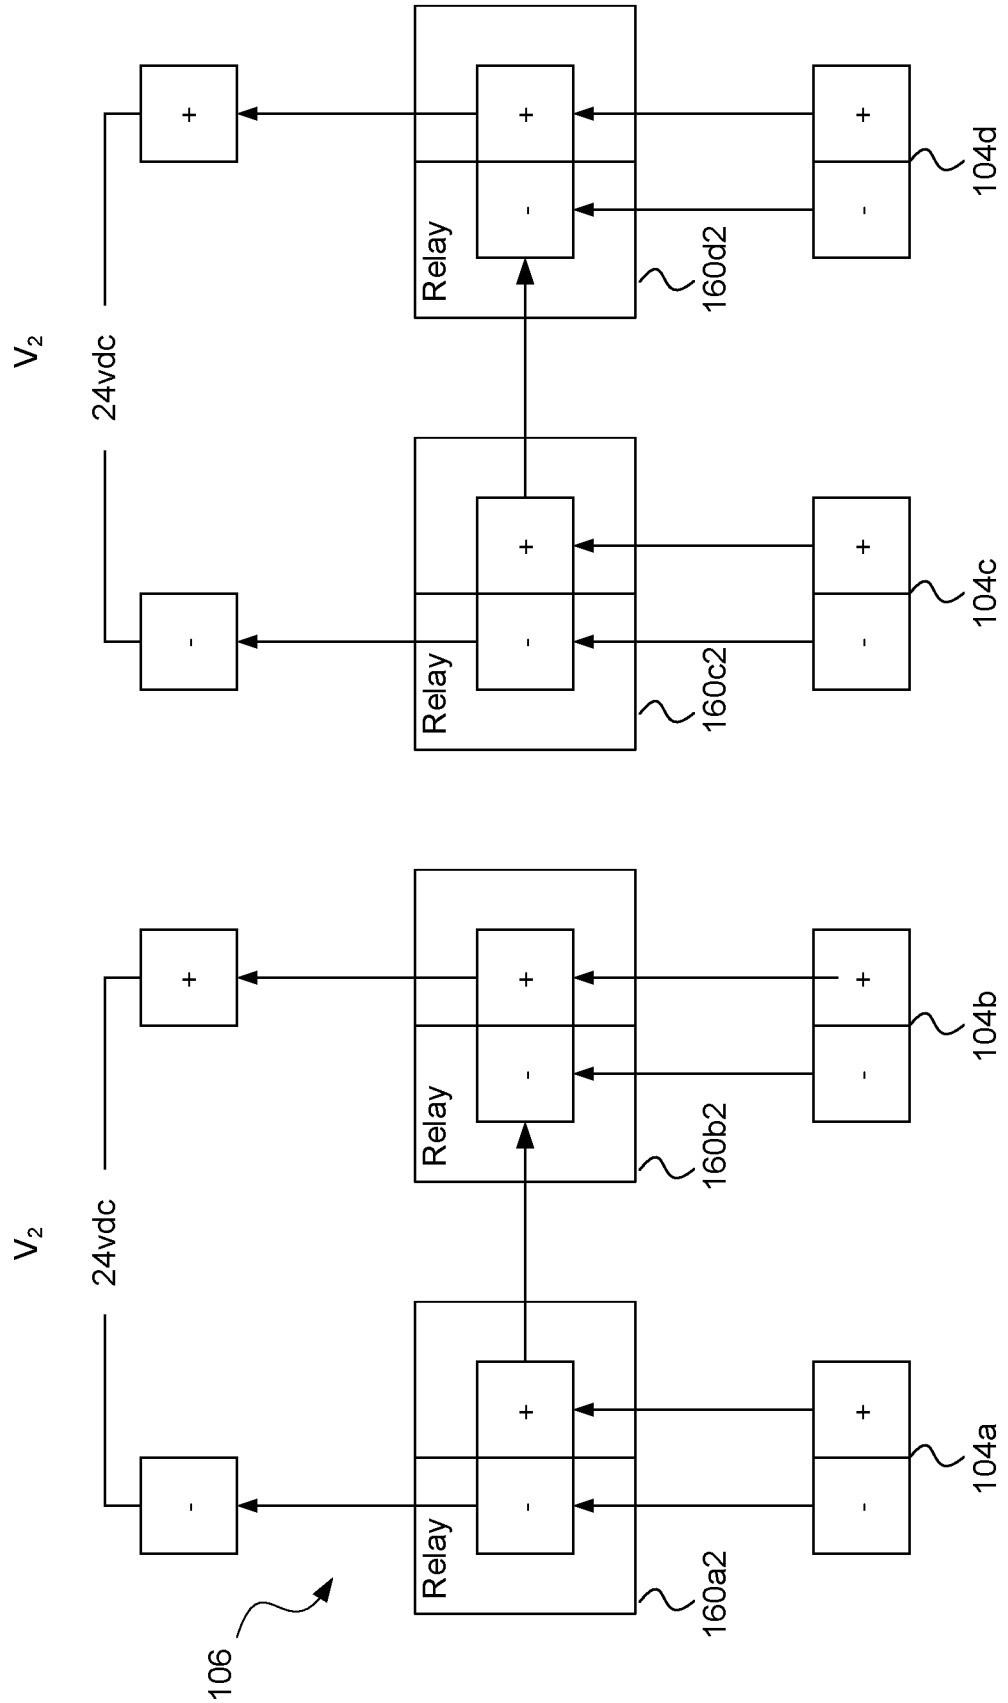 V₂ V₂
24vdc 24vdc
- + - +
Relay Relay Relay Relay
- + - + - + - +
160a2 160b2 160c2 160d2
- + - + - + - +
104a 104b 104c 104d
106